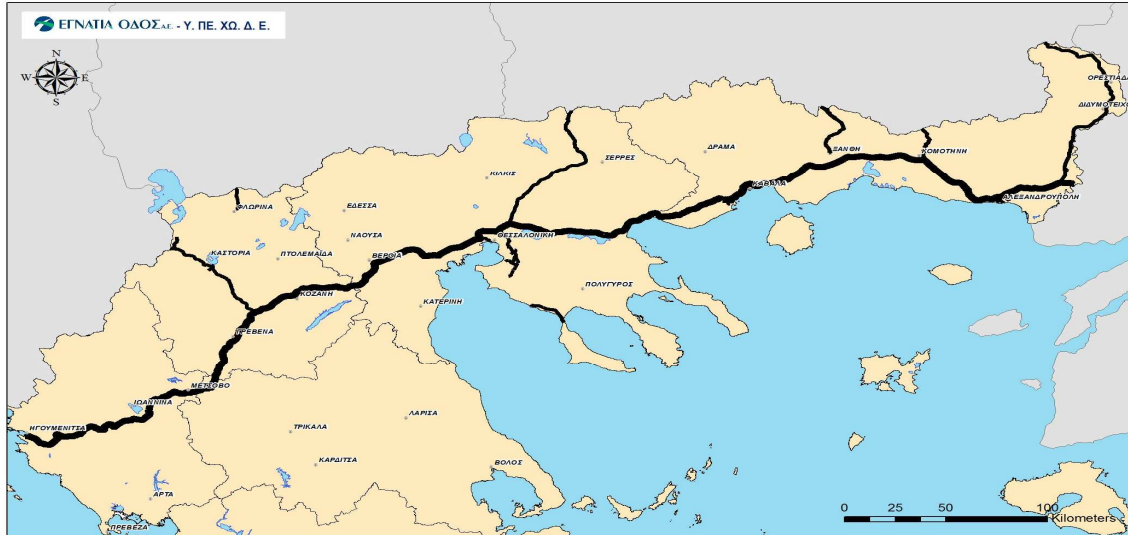 ΕΓΝΑΤΙΑ ΟΔΟΣ Α.Ε. - Υ. ΠΕ. ΧΩ. Δ. Ε.
N
W E
S
ΟΡΕΣΤΙΑΔΑ
ΔΙΔΥΜΟΤΕΙΧΟ
ΔΡΑΜΑ
ΞΑΝΘΗ
ΚΟΜΟΤΗΝΗ
ΣΕΡΡΕΣ
ΚΙΛΚΙΣ
ΚΑΒΑΛΑ
ΑΛΕΞΑΝΔΡΟΥΠΟΛΗ
ΦΛΩΡΙΝΑ
ΕΔΕΣΣΑ
ΝΑΟΥΣΑ
ΘΕΣΣΑΛΟΝΙΚΗ
ΚΑΣΤΟΡΙΑ
ΠΤΟΛΕΜΑΪΔΑ
ΒΕΡΟΙΑ
ΠΟΛΥΓΥΡΟΣ
ΚΟΖΑΝΗ
ΚΑΤΕΡΙΝΗ
ΓΡΕΒΕΝΑ
ΜΕΤΣΟΒΟ
ΙΩΑΝΝΙΝΑ
ΗΓΟΥΜΕΝΙΤΣΑ
ΛΑΡΙΣΑ
ΤΡΙΚΑΛΑ
ΚΑΡΔΙΤΣΑ
ΒΟΛΟΣ
ΑΡΤΑ
ΠΡΕΒΕΖΑ
0 25 50 100
Kilometers